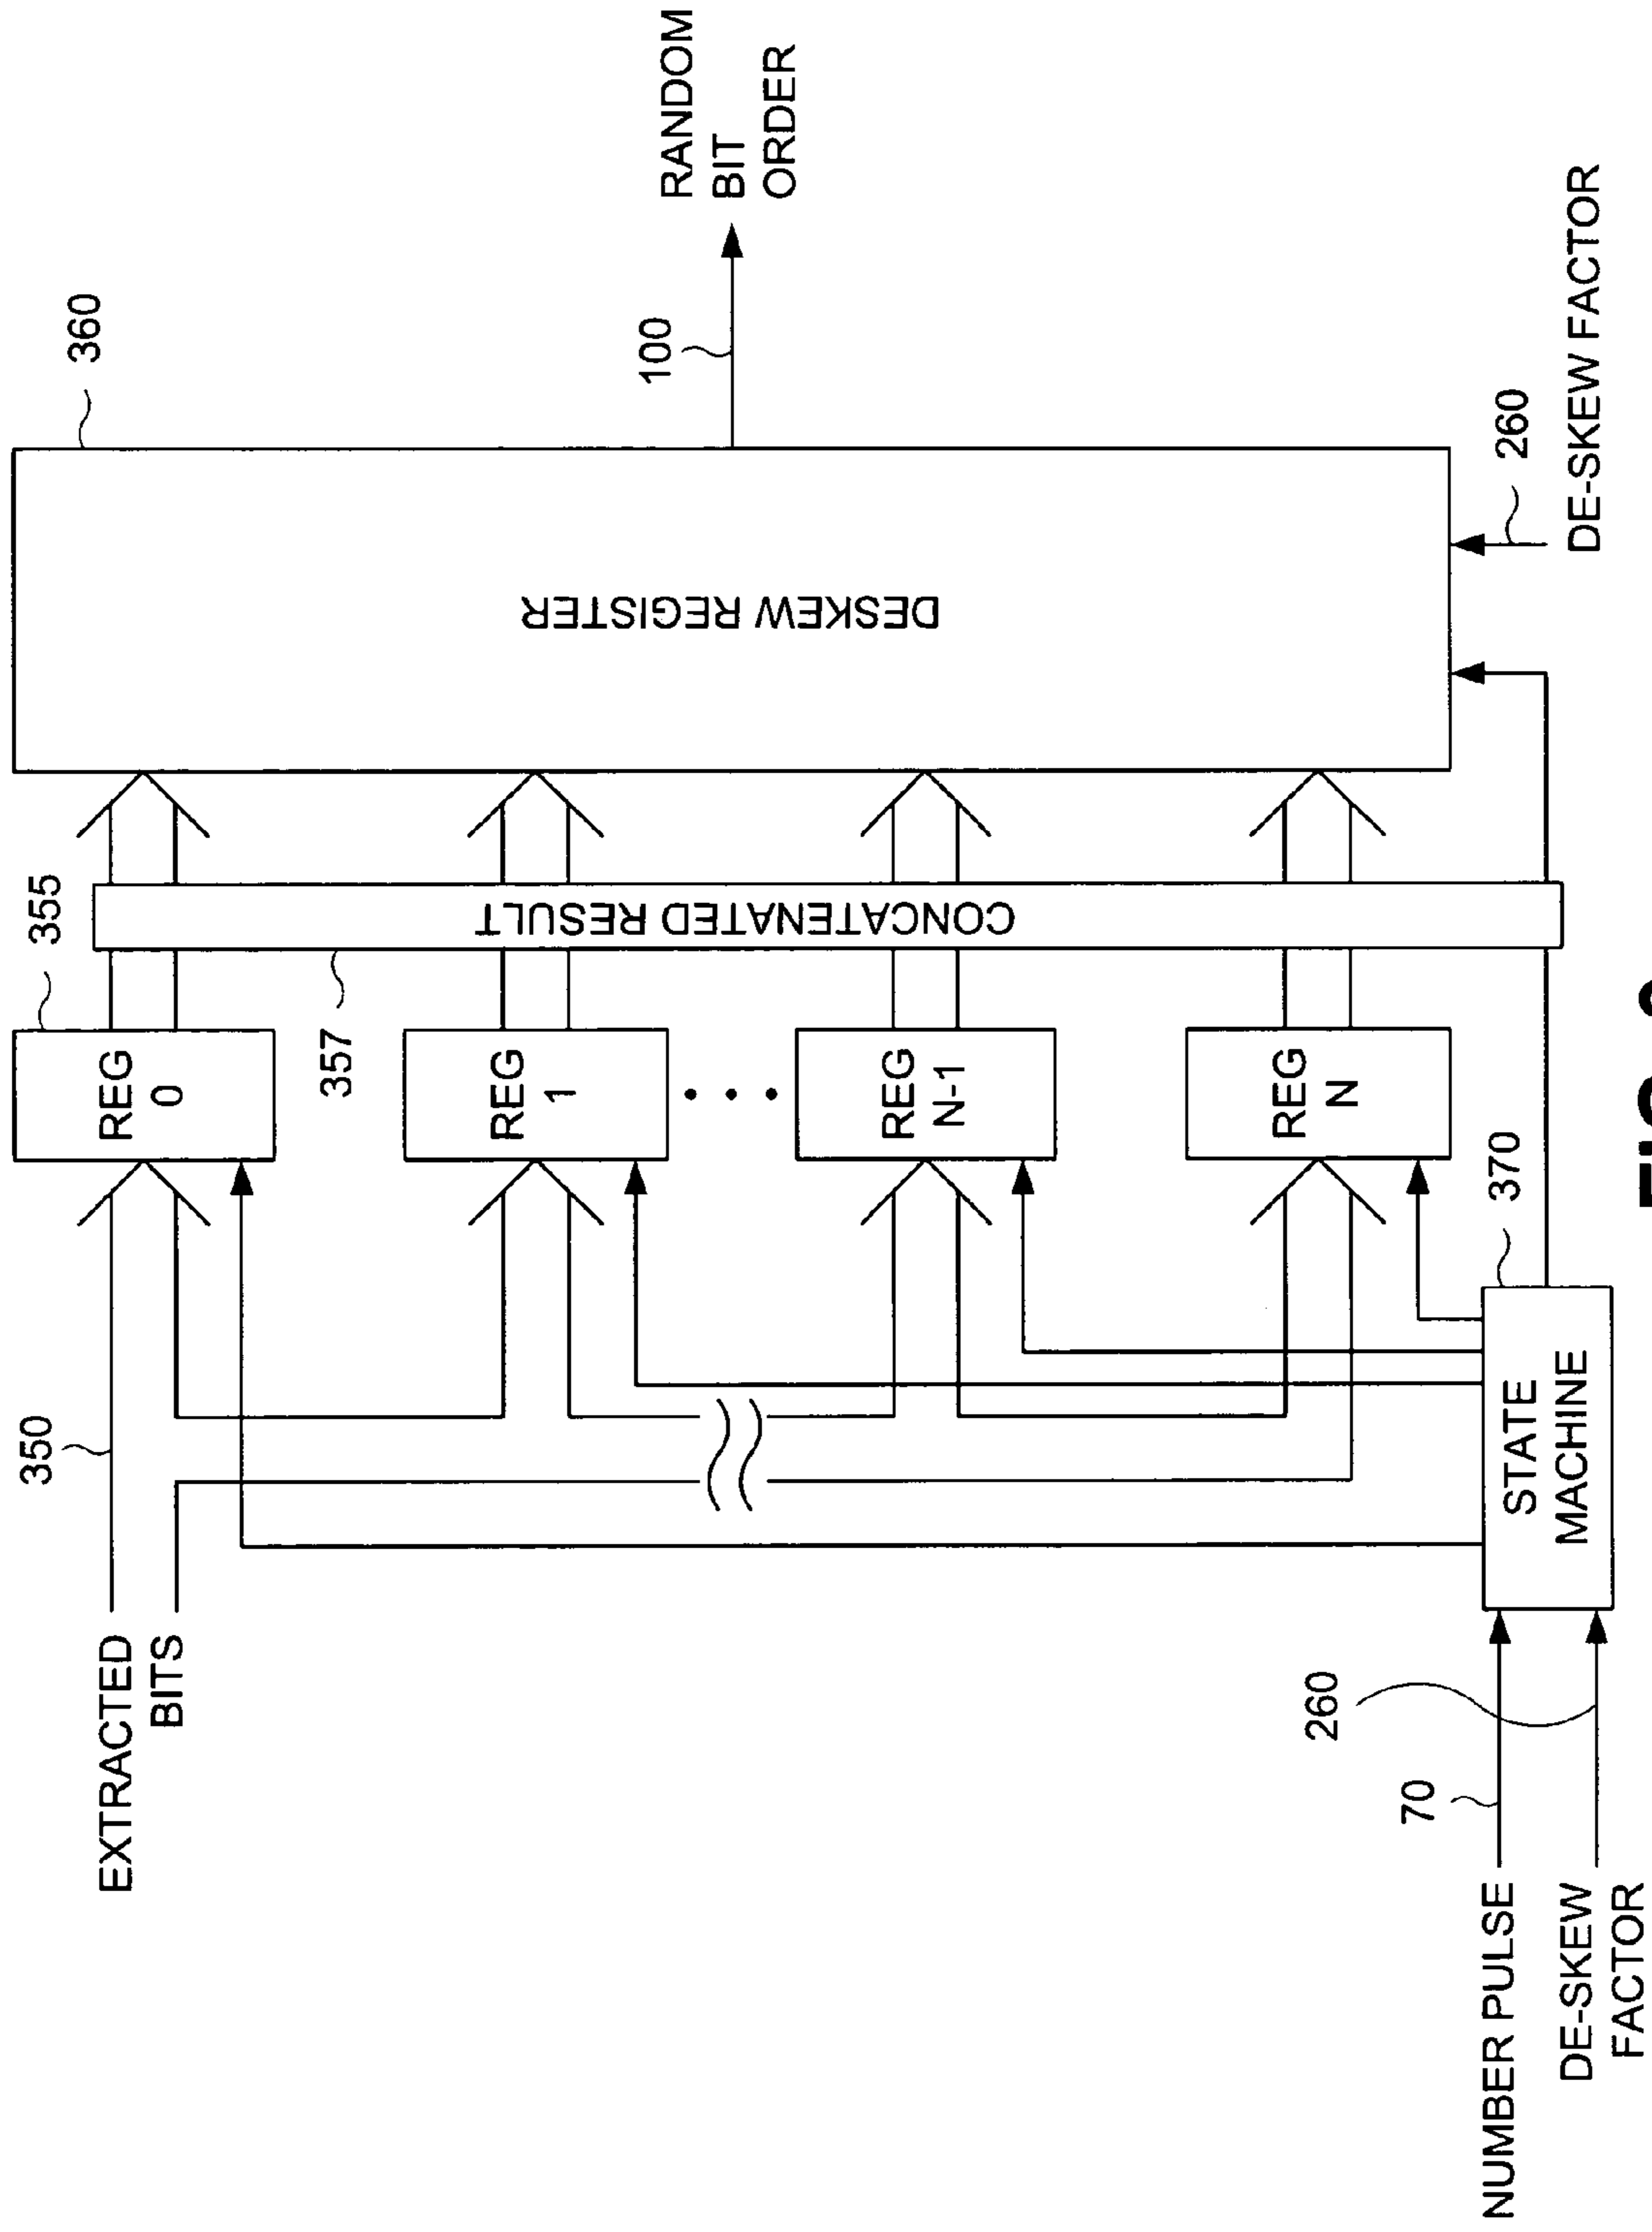 EXTRACTED
BITS
350
355
360
REG
0
357
REG
1
REG
N-1
REG
N
CONCATENATED RESULT
DESKEW REGISTER
100
RANDOM
BIT
ORDER
NUMBER PULSE
70
260
DE-SKEW
FACTOR
STATE
MACHINE
370
260
DE-SKEW FACTOR
FIG